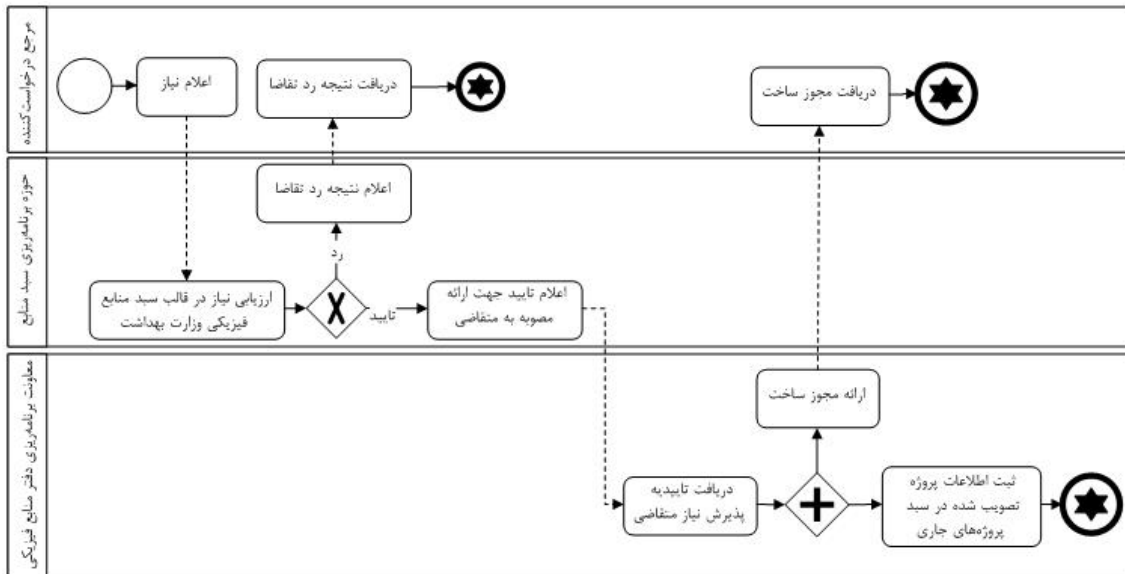 مرجع درخواست‌کننده
اعلام نیاز
دریافت نتیجه رد تقاضا
دریافت مجوز ساخت
حوزه برنامه‌ریزی سبد منابع
اعلام نتیجه رد تقاضا
رد
ارزیابی نیاز در قالب سبد منابع
فیزیکی وزارت بهداشت
تایید
اعلام تایید جهت ارائه
مصوبه به متقاضی
معاونت برنامه‌ریزی دفتر منابع فیزیکی
ارائه مجوز ساخت
دریافت تاییدیه
پذیرش نیاز متقاضی
ثبت اطلاعات پروژه
تصویب شده در سبد
پروژه‌های جاری